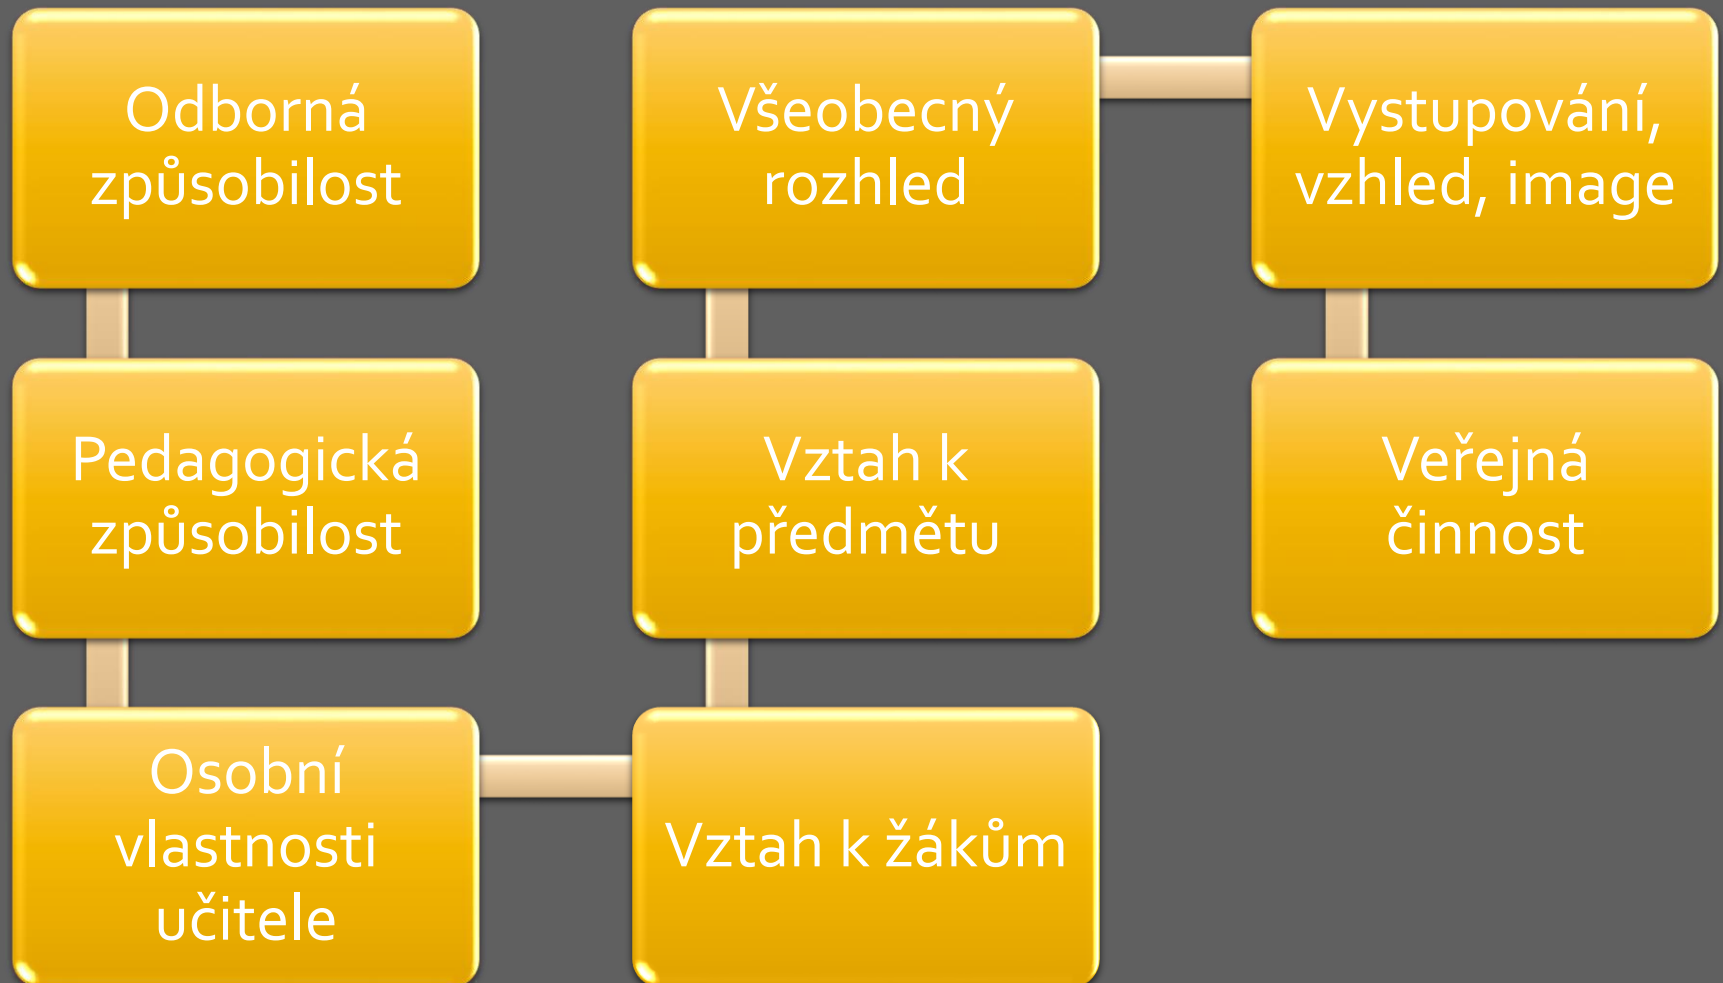 Odborná
způsobilost
Pedagogická
způsobilost
Osobní
vlastnosti
učitele
Vztah k žákům
Vztah k
předmětu
Všeobecný
rozhled
Vystupování,
vzhled, image
Veřejná
činnost